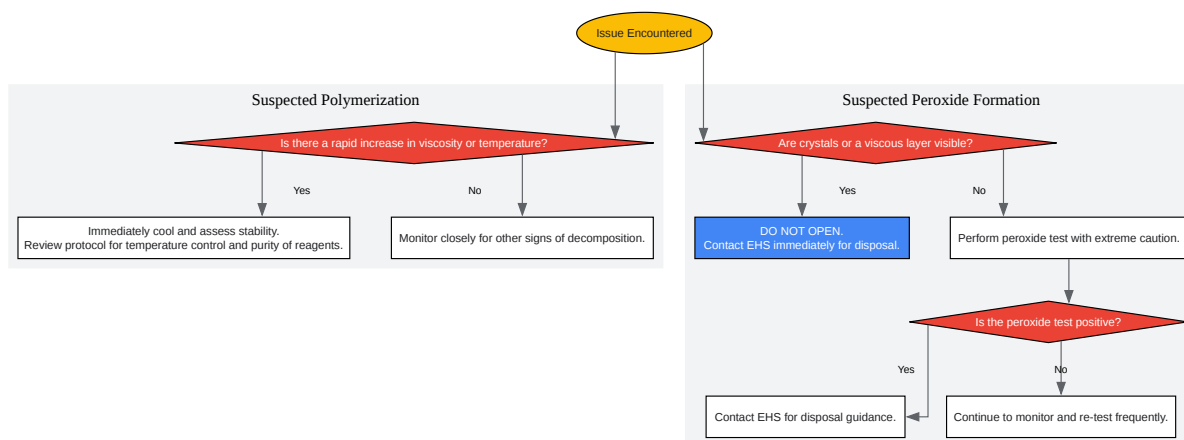 Issue Encountered
Suspected Polymerization
Is there a rapid increase in viscosity or temperature?
Yes
No
Immediately cool and assess stability.
Review protocol for temperature control and purity of reagents.
Monitor closely for other signs of decomposition.
Suspected Peroxide Formation
Are crystals or a viscous layer visible?
Yes
No
DO NOT OPEN.
Contact EHS immediately for disposal.
Perform peroxide test with extreme caution.
Is the peroxide test positive?
Yes
No
Contact EHS for disposal guidance.
Continue to monitor and re-test frequently.